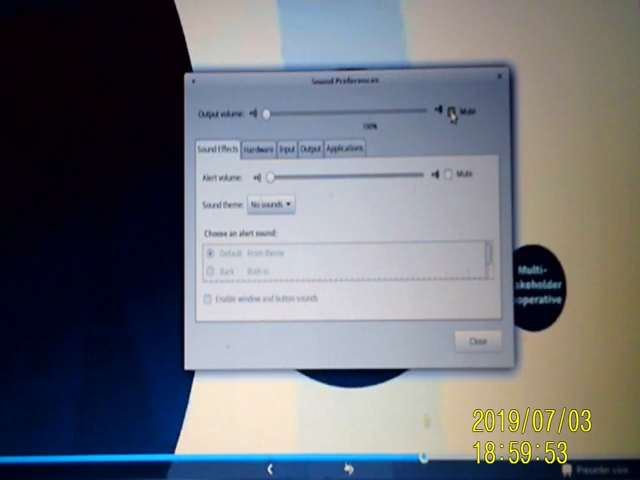 Sound Preferences
Output volume: Mute
100%
Sound Effects Hardware Input Output Applications
Alert volume: Mute
Sound theme: No sounds
Choose an alert sound:
Default From theme
Bark Built-in
Enable window and button sounds
Multi-
keholder
operative
Close
2019/07/03
18:59:53
Presenter view